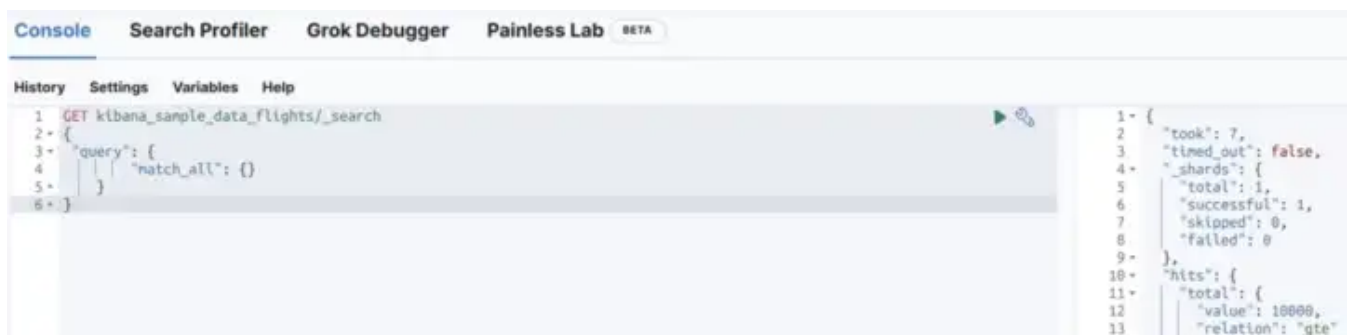 Console Search Profiler Grok Debugger Painless Lab BETA
History Settings Variables Help
1 GET kibana_sample_data_flights/_search
2 {
3 "query": {
4 "match_all": {}
5 }
6 }
1 {
2 "took": 7,
3 "timed_out": false,
4 "_shards": {
5 "total": 1,
6 "successful": 1,
7 "skipped": 0,
8 "failed": 0
9 },
10 "hits": {
11 "total": {
12 "value": 10000,
13 "relation": "gte"